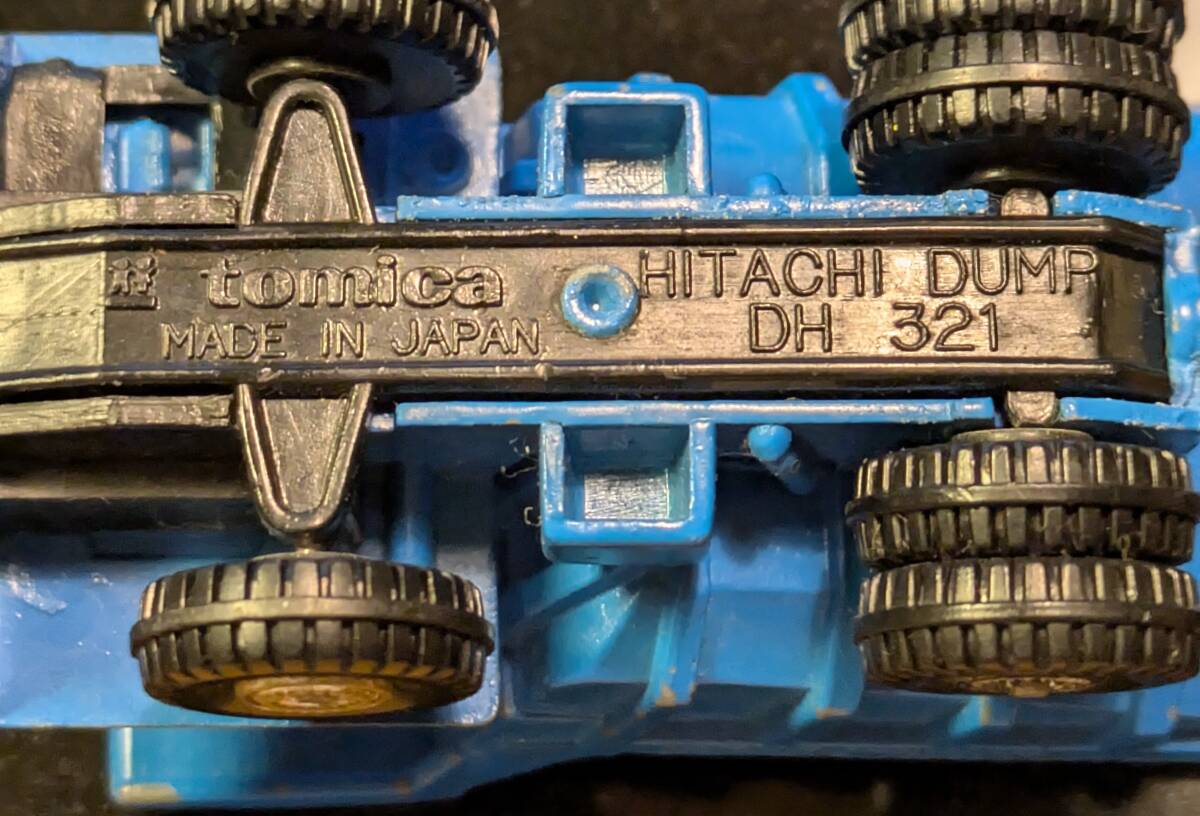 tomica
MADE IN JAPAN
HITACHI DUMP
DH 321